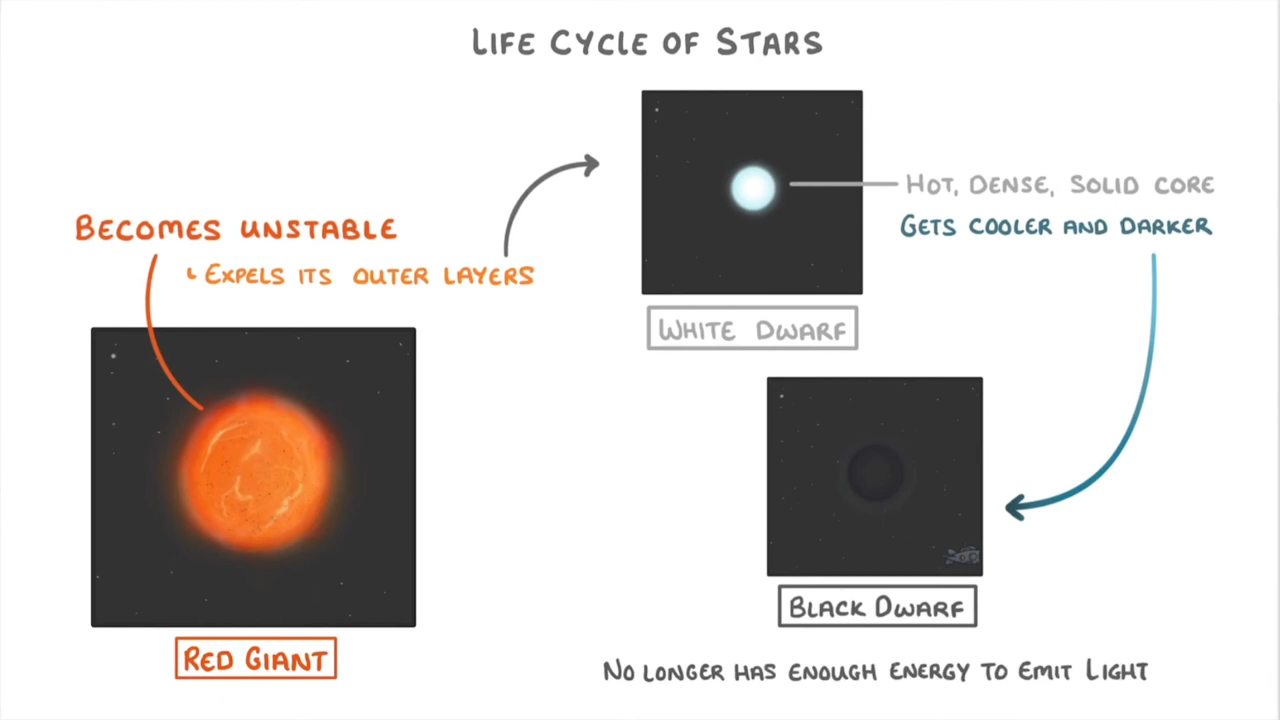 Life Cycle of Stars
Becomes unstable
↳ Expels its outer layers
Red Giant
Hot, Dense, Solid core
Gets cooler and darker
White Dwarf
Black Dwarf
No longer has enough energy to emit light